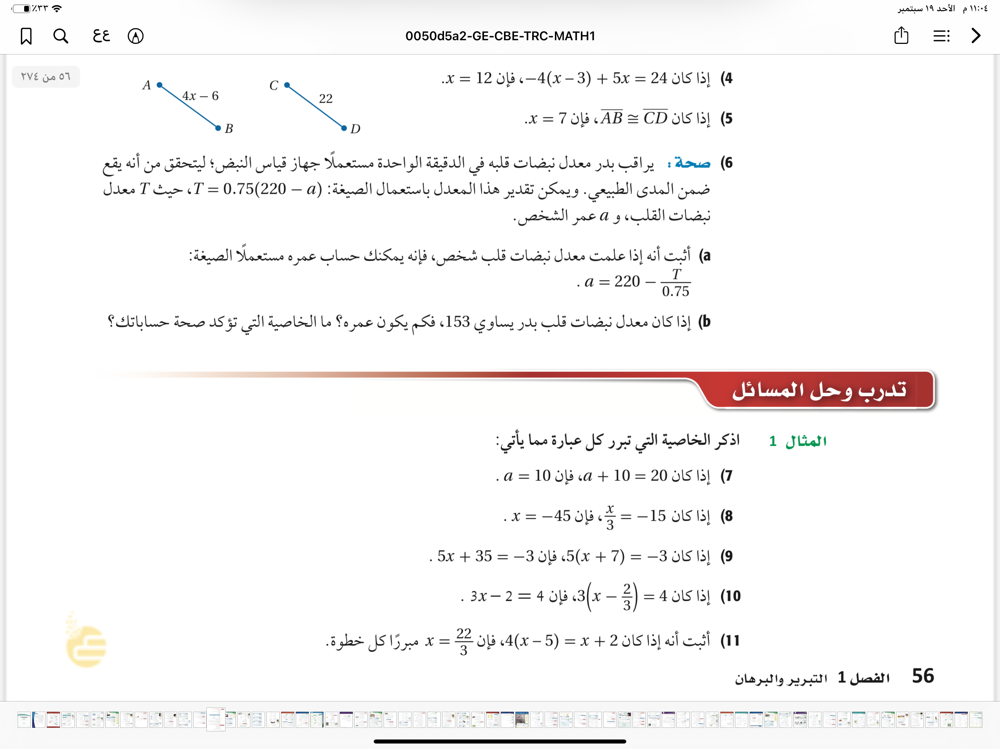 ١١:٠٤ م الأحد ١٩ سبتمبر
٪٣٣
0050d5a2-GE-CBE-TRC-MATH1
عع
٥٦ من ٢٧٤
4) إذا كان −4(x − 3) + 5x = 24، فإن x = 12.
5) إذا كان AB ≅ CD، فإن x = 7.
A
4x − 6
B
C
22
D
6) صحة: يراقب بدر معدل نبضات قلبه في الدقيقة الواحدة مستعملًا جهاز قياس النبض؛ ليتحقق من أنه يقع
ضمن المدى الطبيعي. ويمكن تقدير هذا المعدل باستعمال الصيغة: T = 0.75(220 − a)، حيث T معدل
نبضات القلب، و a عمر الشخص.
a) أثبت أنه إذا علمت معدل نبضات قلب شخص، فإنه يمكنك حساب عمره مستعملًا الصيغة:
a = 220 − T/0.75 .
b) إذا كان معدل نبضات قلب بدر يساوي 153، فكم يكون عمره؟ ما الخاصية التي تؤكد صحة حساباتك؟
تدرب وحل المسائل
المثال 1 اذكر الخاصية التي تبرر كل عبارة مما يأتي:
7) إذا كان a + 10 = 20، فإن a = 10 .
8) إذا كان x/3 = −15، فإن x = −45 .
9) إذا كان 5(x + 7) = −3، فإن 5x + 35 = −3 .
10) إذا كان 3(x − 2/3) = 4، فإن 3x − 2 = 4 .
11) أثبت أنه إذا كان 4(x − 5) = x + 2، فإن x = 22/3 مبررًا كل خطوة.
56 الفصل 1 التبرير والبرهان